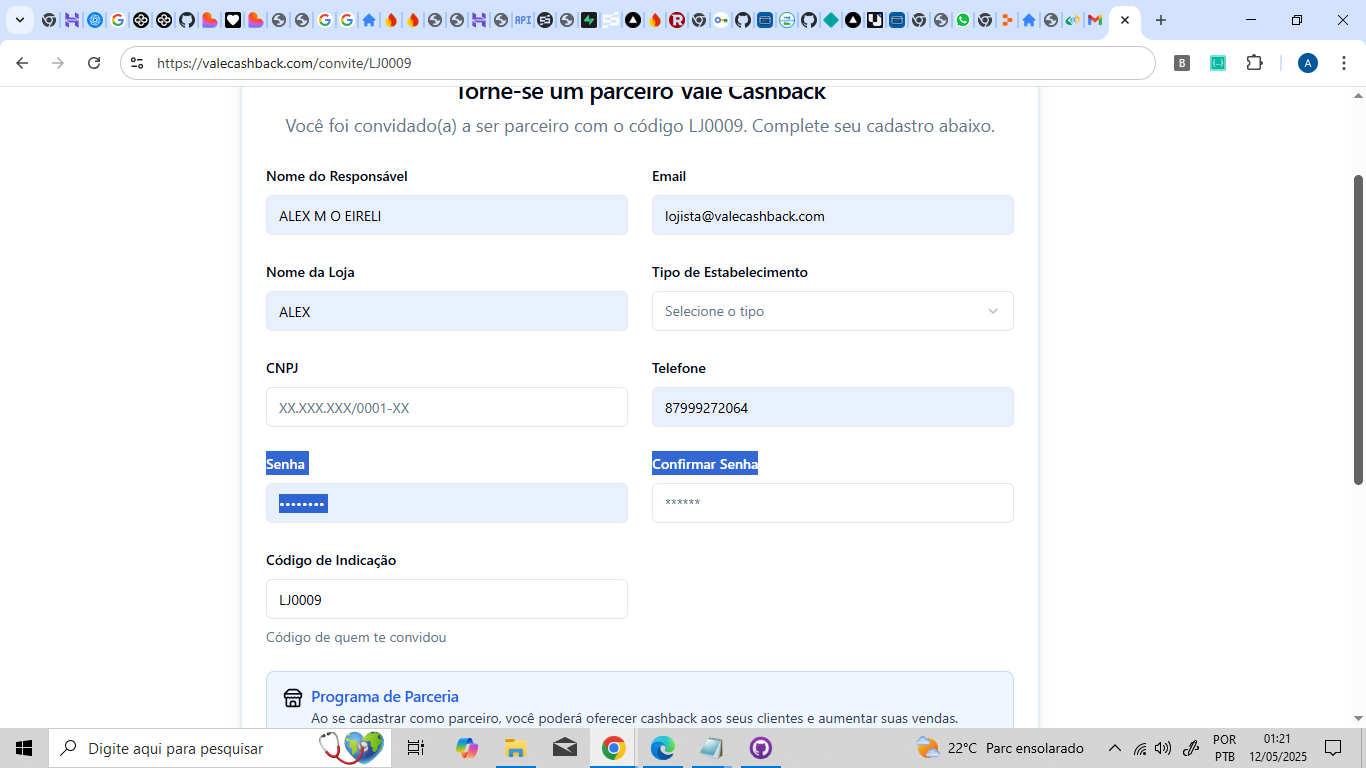 https://valecashback.com/convite/LJ0009
Torne-se um parceiro Vale Cashback
Você foi convidado(a) a ser parceiro com o código LJ0009. Complete seu cadastro abaixo.
Nome do Responsável
Email
ALEX M O EIRELI
lojista@valecashback.com
Nome da Loja
Tipo de Estabelecimento
ALEX
Selecione o tipo
CNPJ
Telefone
XX.XXX.XXX/0001-XX
87999272064
Senha
Confirmar Senha
••••••••
******
Código de Indicação
LJ0009
Código de quem te convidou
Programa de Parceria
Ao se cadastrar como parceiro, você poderá oferecer cashback aos seus clientes e aumentar suas vendas.
Digite aqui para pesquisar
22°C Parc ensolarado
POR
PTB
01:21
12/05/2025
API
B
A